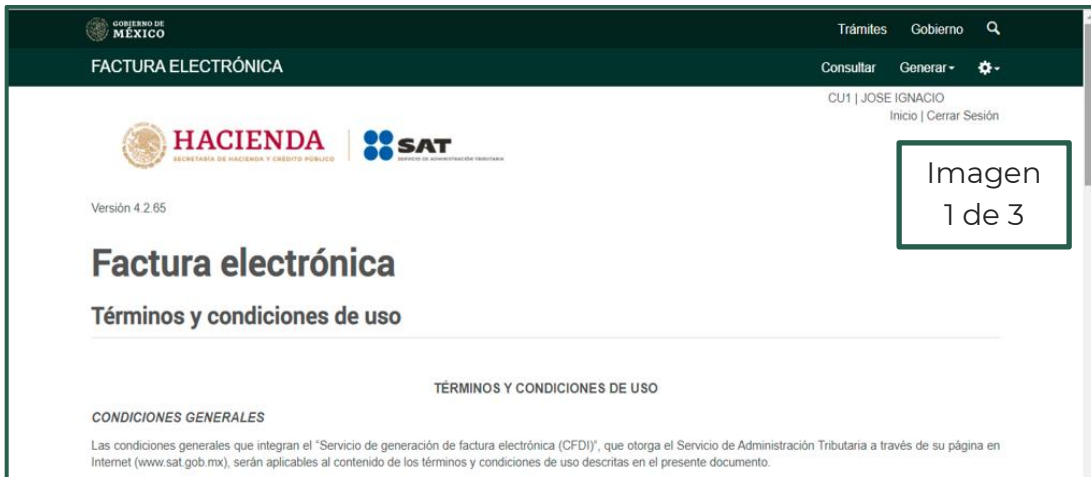 GOBIERNO DE
MÉXICO
Trámites Gobierno
FACTURA ELECTRÓNICA
Consultar Generar
CU1 | JOSE IGNACIO
Inicio | Cerrar Sesión
HACIENDA
SECRETARÍA DE HACIENDA Y CRÉDITO PÚBLICO
SAT
SERVICIO DE ADMINISTRACIÓN TRIBUTARIA
Imagen
1 de 3
Versión 4.2.65
Factura electrónica
Términos y condiciones de uso
TÉRMINOS Y CONDICIONES DE USO
CONDICIONES GENERALES
Las condiciones generales que integran el “Servicio de generación de factura electrónica (CFDI)”, que otorga el Servicio de Administración Tributaria a través de su página en
Internet (www.sat.gob.mx), serán aplicables al contenido de los términos y condiciones de uso descritas en el presente documento.